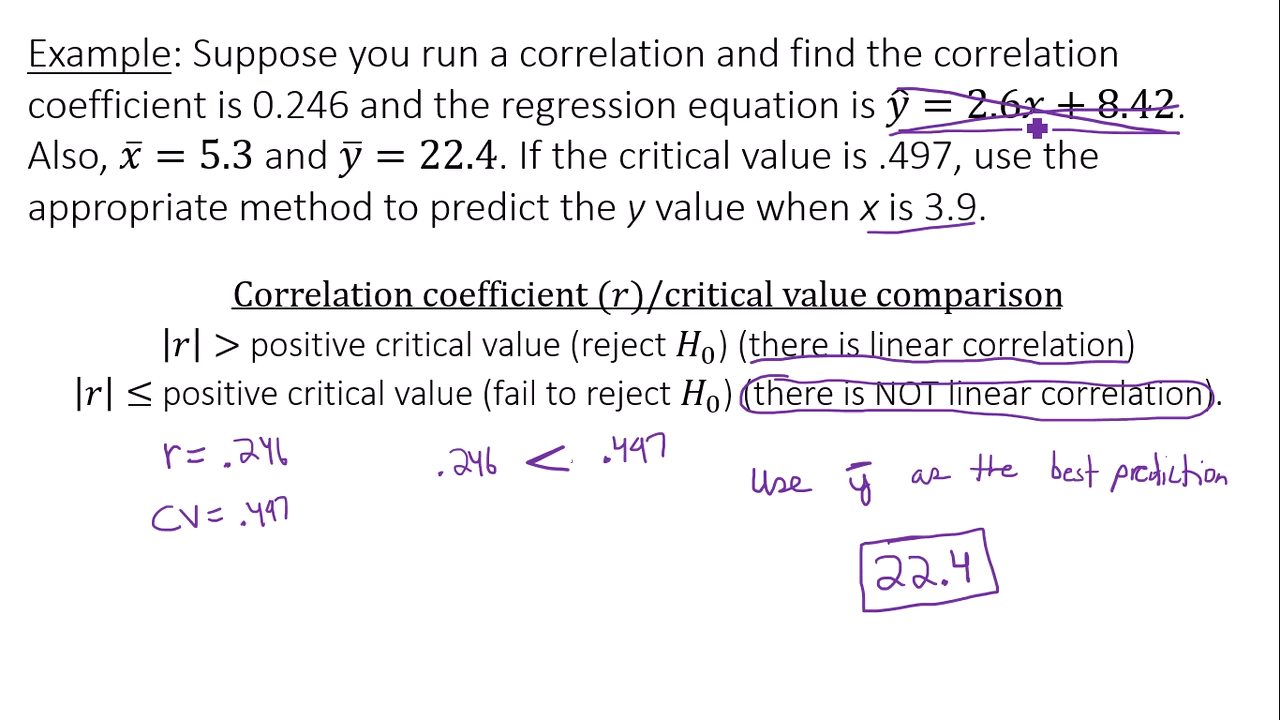 Example: Suppose you run a correlation and find the correlation
coefficient is 0.246 and the regression equation is ŷ = 2.6x + 8.42.
Also, x̄ = 5.3 and ȳ = 22.4. If the critical value is .497, use the
appropriate method to predict the y value when x is 3.9.
Correlation coefficient (r)/critical value comparison
|r| > positive critical value (reject H₀) (there is linear correlation)
|r| ≤ positive critical value (fail to reject H₀) (there is NOT linear correlation).
r = .246
CV = .497
.246 < .497
Use ȳ as the best prediction
22.4